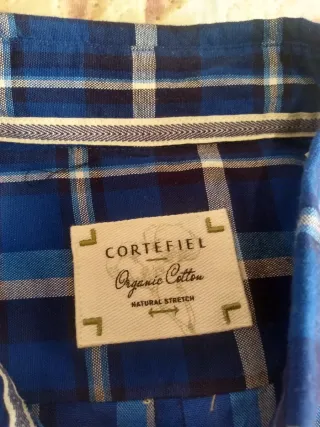 CORTEFIEL
Organic Cotton
NATURAL STRETCH